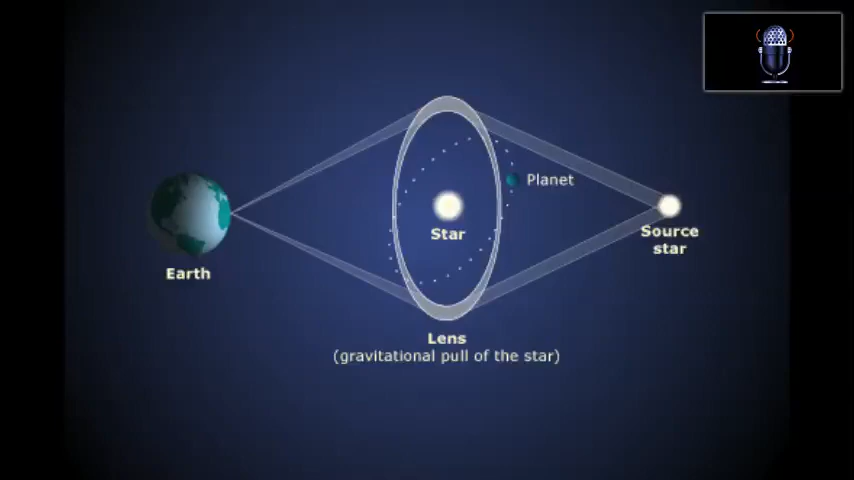 Planet
Star
Source
star
Earth
Lens
(gravitational pull of the star)